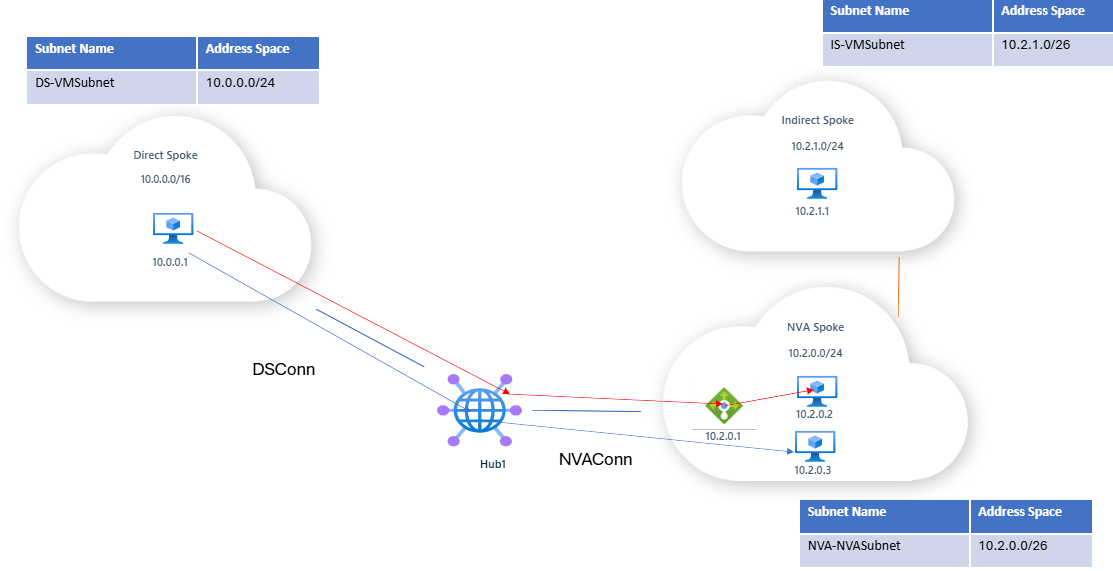 Subnet Name Address Space
IS-VMSubnet 10.2.1.0/26
Subnet Name Address Space
DS-VMSubnet 10.0.0.0/24
Indirect Spoke
10.2.1.0/24
10.2.1.1
Direct Spoke
10.0.0.0/16
10.0.0.1
NVA Spoke
10.2.0.0/24
10.2.0.2
10.2.0.1
10.2.0.3
DSConn
Hub1
NVAConn
Subnet Name Address Space
NVA-NVASubnet 10.2.0.0/26